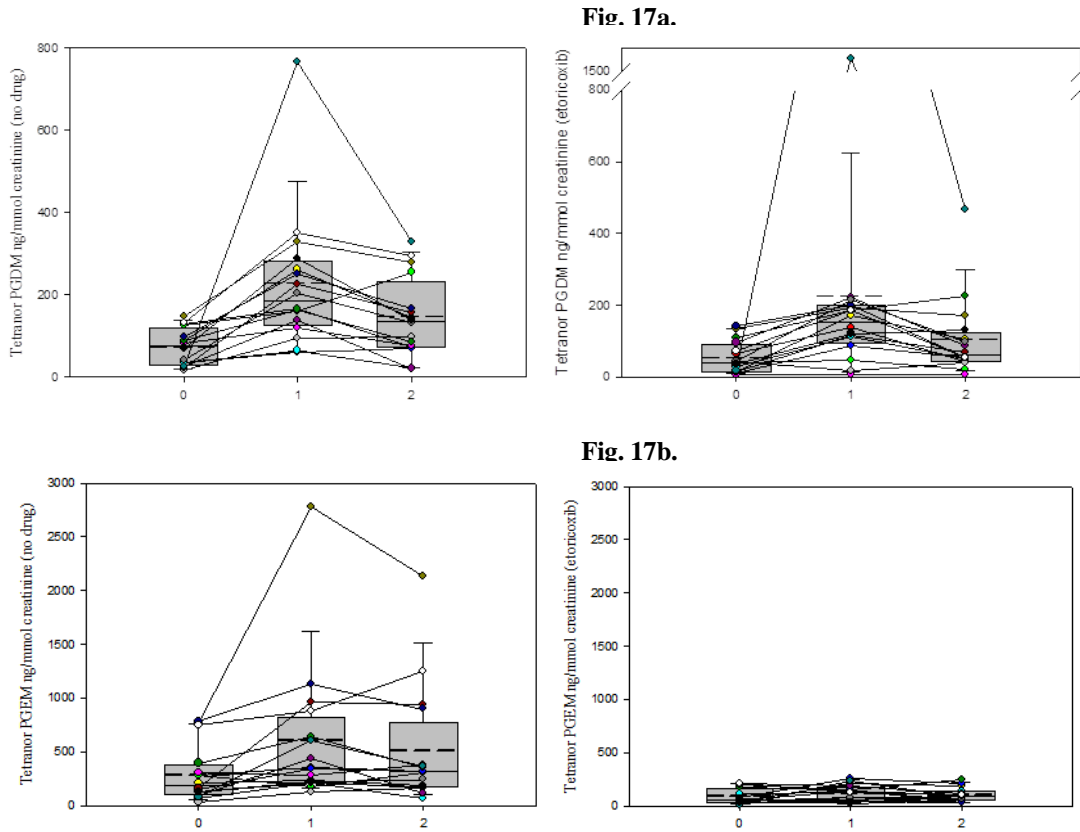 Fig. 17a.
Tetranor PGDM ng/mmol creatinine (no drug)
800
600
400
200
0
0 1 2
Tetranor PGDM ng/mmol creatinine (etoricoxib)
1500
800
600
400
200
0
0 1 2
Fig. 17b.
Tetranor PGEM ng/mmol creatinine (no drug)
3000
2500
2000
1500
1000
500
0
0 1 2
Tetranor PGEM ng/mmol creatinine (etoricoxib)
3000
2500
2000
1500
1000
500
0
0 1 2